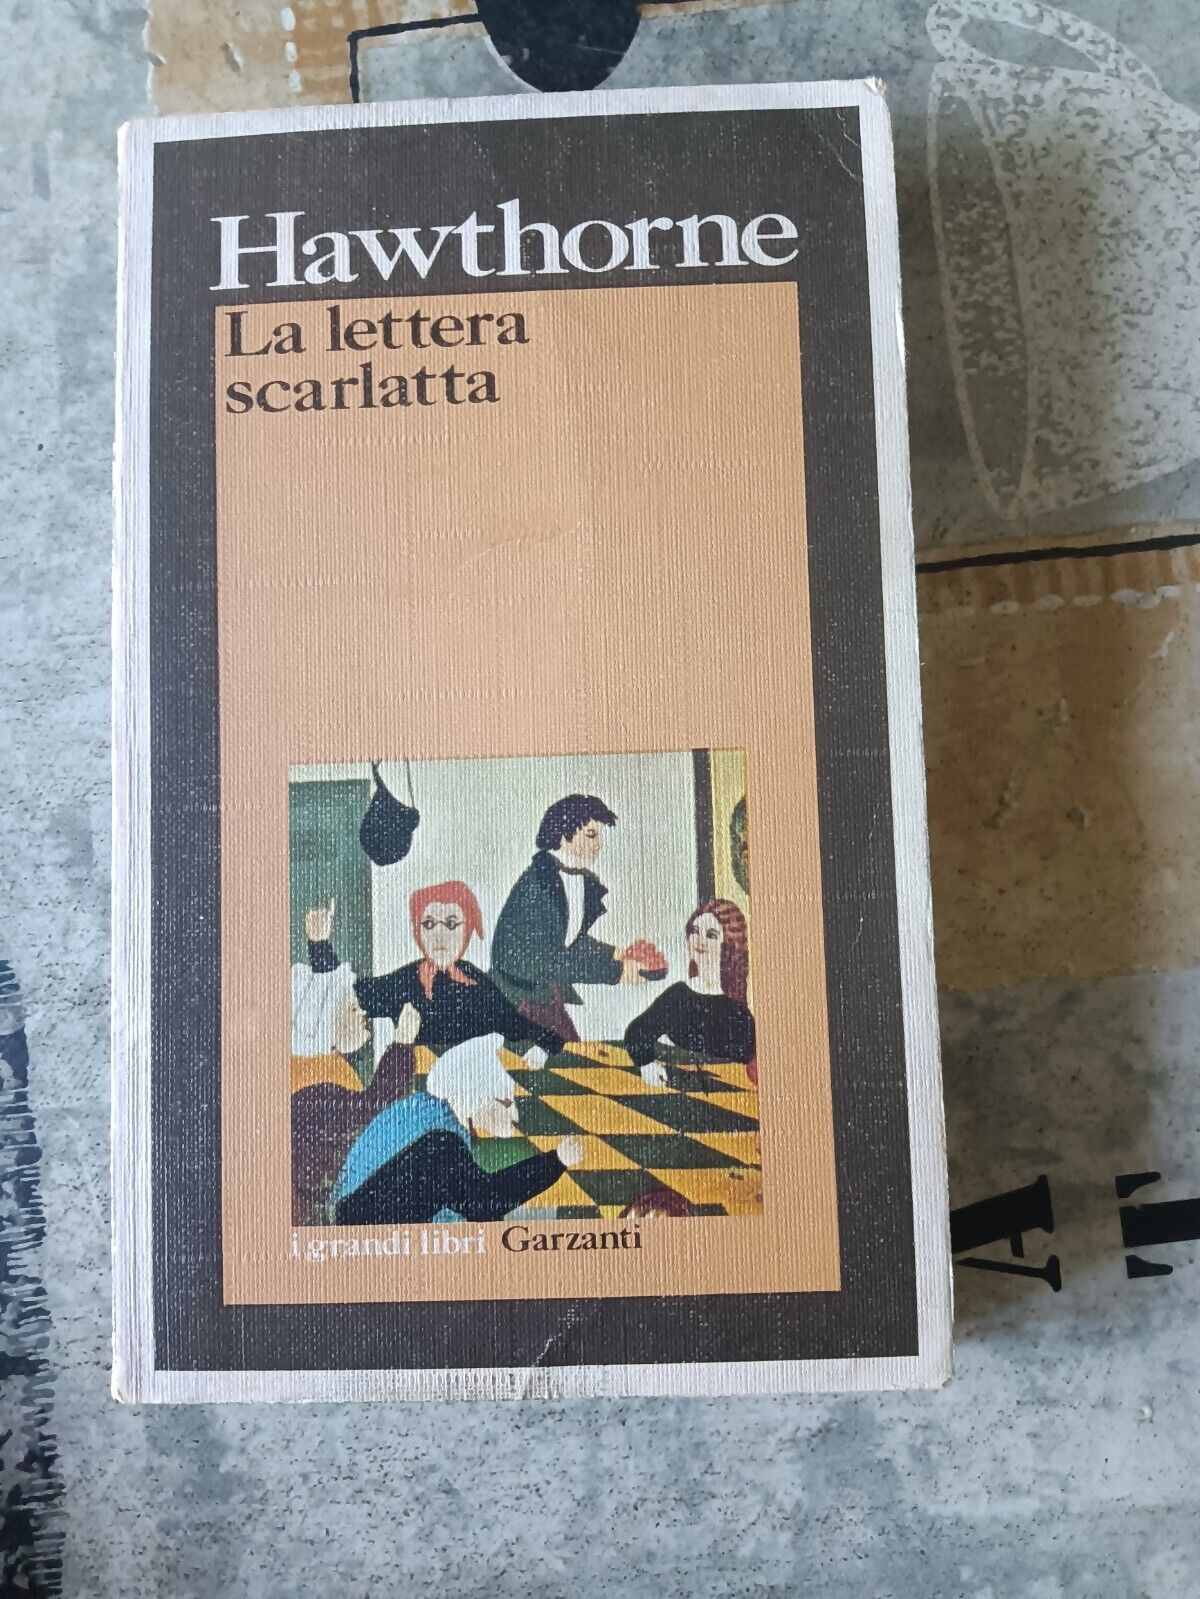 Hawthorne
La lettera
scarlatta
i grandi libri Garzanti
A
T